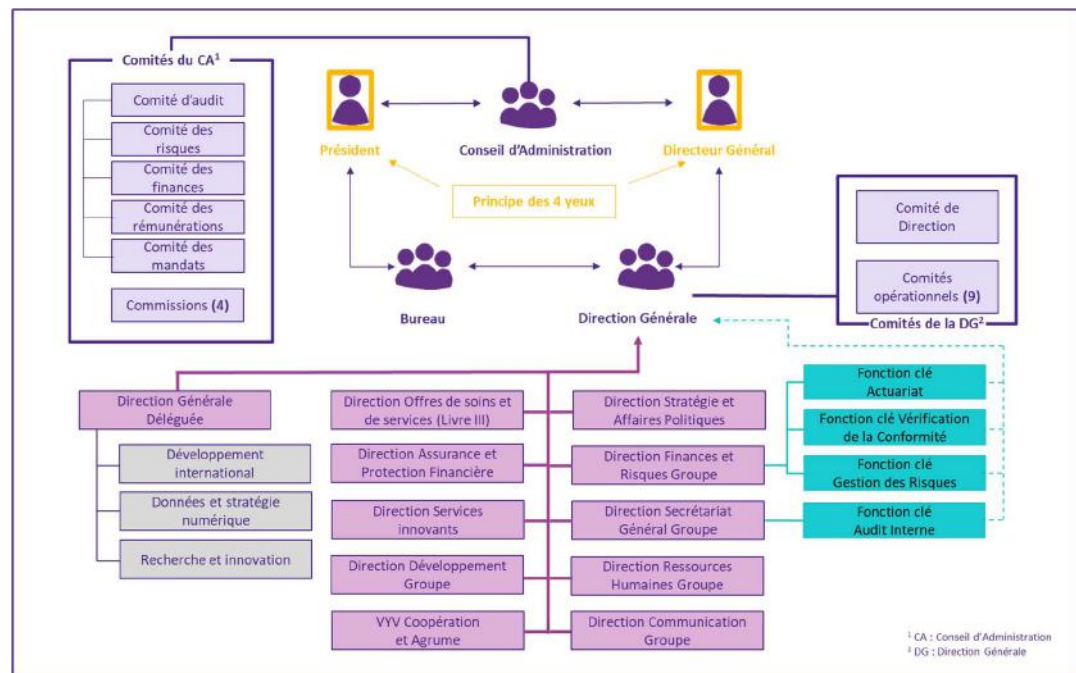 Comités du CA¹
Comité d'audit
Comité des
risques
Comité des
finances
Comité des
rémunérations
Comité des
mandats
Commissions (4)
Président
Conseil d'Administration
Directeur Général
Principe des 4 yeux
Bureau
Direction Générale
Comité de
Direction
Comités
opérationnels (9)
Comités de la DG²
Direction Générale
Déléguée
Développement
international
Données et stratégie
numérique
Recherche et innovation
Direction Offres de soins et
de services (Livre III)
Direction Assurance et
Protection Financière
Direction Services
innovants
Direction Développement
Groupe
VYV Coopération
et Agrume
Direction Stratégie et
Affaires Politiques
Direction Finances et
Risques Groupe
Direction Secrétariat
Général Groupe
Direction Ressources
Humaines Groupe
Direction Communication
Groupe
Fonction clé
Actuariat
Fonction clé Vérification
de la Conformité
Fonction clé
Gestion des Risques
Fonction clé
Audit Interne
¹ CA : Conseil d'Administration
² DG : Direction Générale